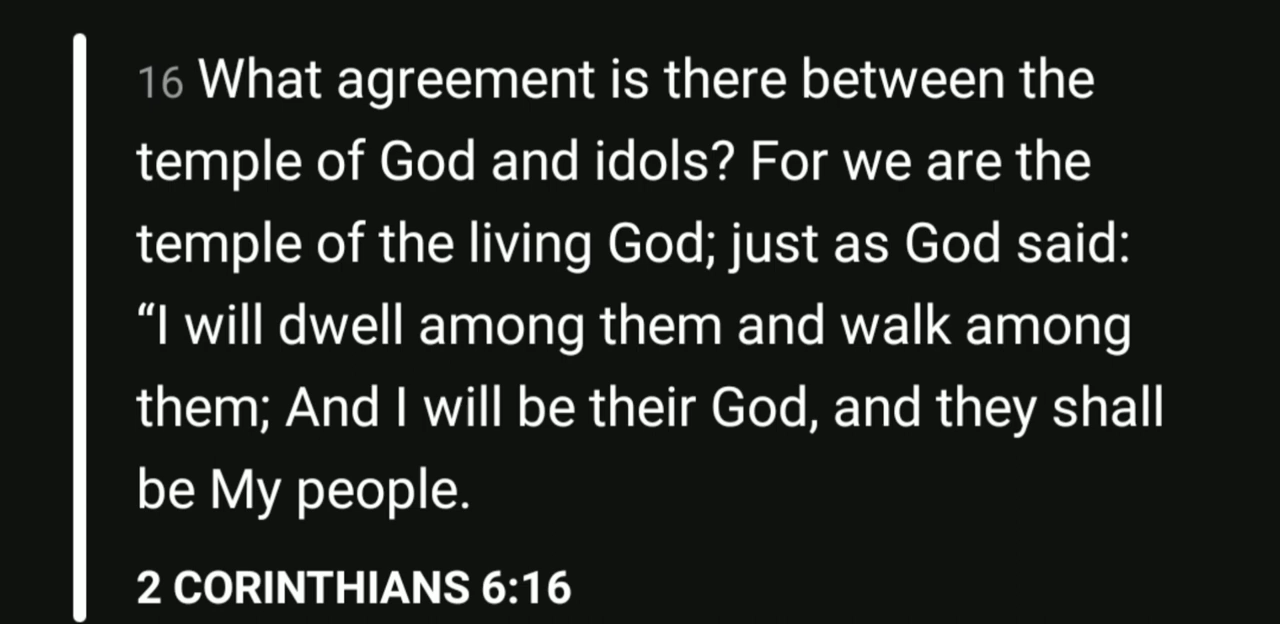 16 What agreement is there between the
temple of God and idols? For we are the
temple of the living God; just as God said:
“I will dwell among them and walk among
them; And I will be their God, and they shall
be My people.
2 CORINTHIANS 6:16